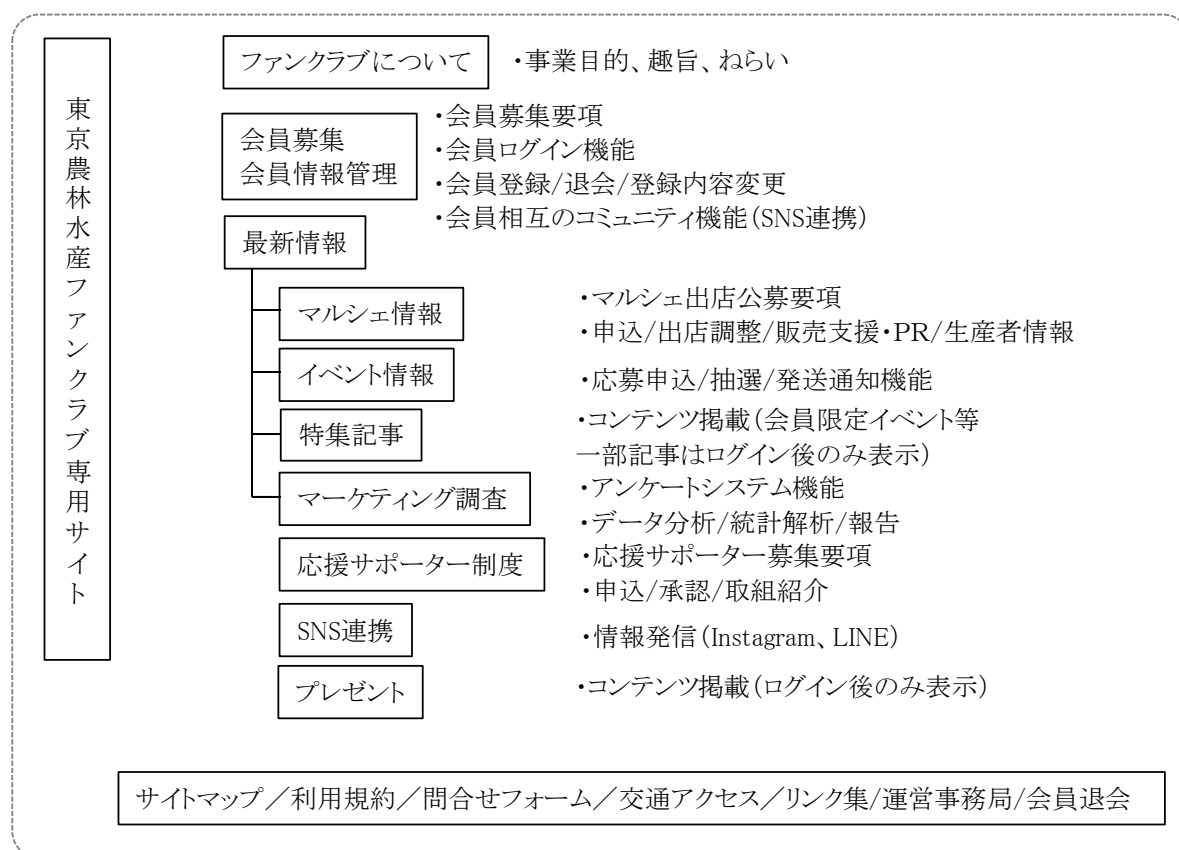 東京農林水産ファンクラブ専用サイト
ファンクラブについて
・事業目的、趣旨、ねらい
会員募集
会員情報管理
・会員募集要項
・会員ログイン機能
・会員登録/退会/登録内容変更
・会員相互のコミュニティ機能(SNS連携)
最新情報
マルシェ情報
・マルシェ出店公募要項
・申込/出店調整/販売支援・PR/生産者情報
イベント情報
・応募申込/抽選/発送通知機能
特集記事
・コンテンツ掲載(会員限定イベント等
一部記事はログイン後のみ表示)
マーケティング調査
・アンケートシステム機能
・データ分析/統計解析/報告
応援サポーター制度
・応援サポーター募集要項
・申込/承認/取組紹介
SNS連携
・情報発信(Instagram、LINE)
プレゼント
・コンテンツ掲載(ログイン後のみ表示)
サイトマップ／利用規約／問合せフォーム／交通アクセス／リンク集/運営事務局/会員退会